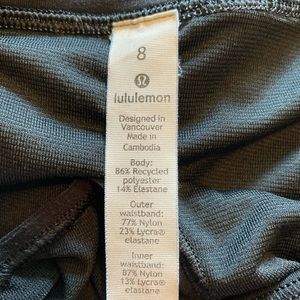 8
lululemon
Designed in
Vancouver
Made in
Cambodia
Body:
86% Recycled
polyester
14% Elastane
Outer
waistband:
77% Nylon
23% Lycra®
elastane
Inner
waistband:
87% Nylon
13% Lycra®
elastane